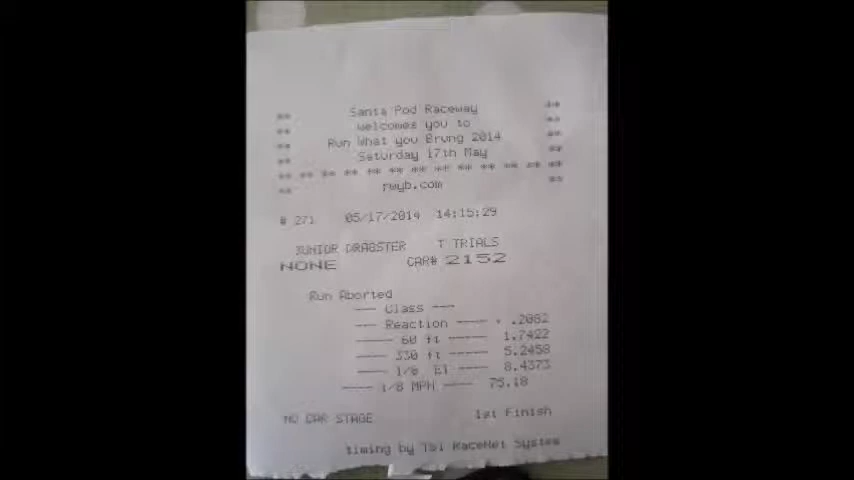 ** Santa Pod Raceway **
** welcomes you to **
** Run What you Brung 2014 **
** Saturday 17th May **
** ** ** ** ** ** ** ** ** ** ** ** **
** rwyb.com **
# 271 05/17/2014 14:15:29
JUNIOR DRAGSTER T TRIALS
NONE CAR# 2152
Run Aborted
--- Class ---
--- Reaction ---- .2082
----- 60 ft ----- 1.7422
---- 330 ft ----- 5.2458
---- 1/8 ET ---- 8.4373
---- 1/8 MPH ---- 75.18
NO CAR STAGE 1st Finish
timing by TSI RaceNet System